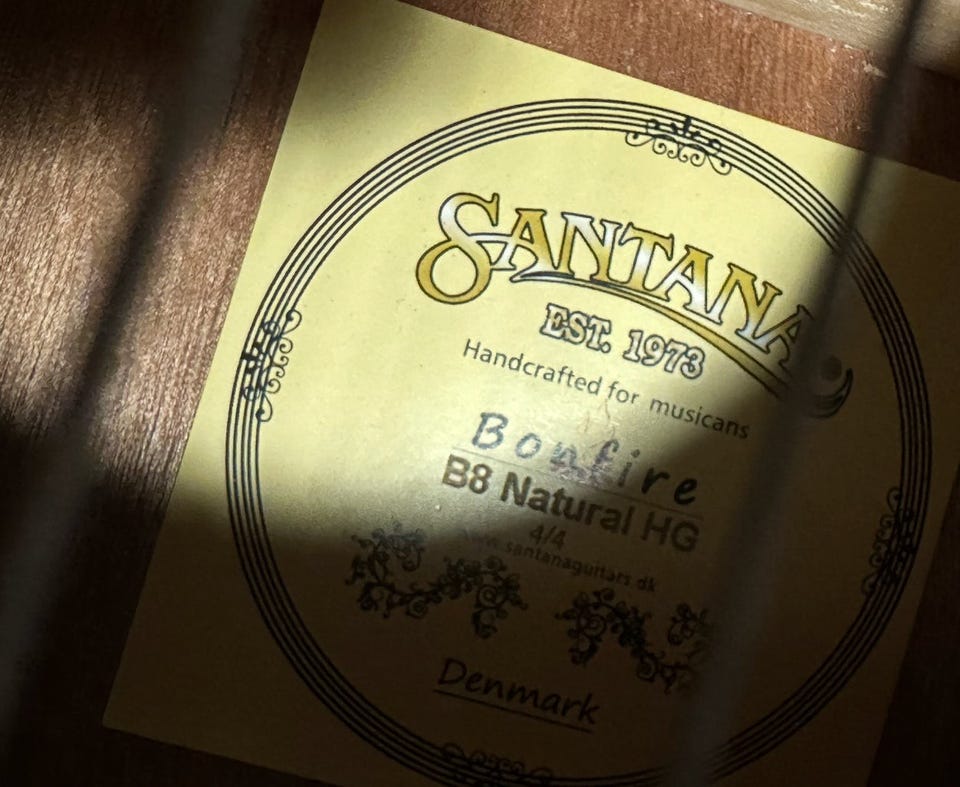 SANTANA
EST. 1973
Handcrafted for musicans
Bonfire
B8 Natural HG
4/4
www.santanaguitars.dk
Denmark